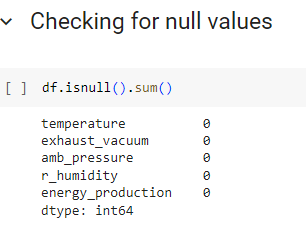 Checking for null values
[ ] df.isnull().sum()
temperature 0
exhaust_vacuum 0
amb_pressure 0
r_humidity 0
energy_production 0
dtype: int64